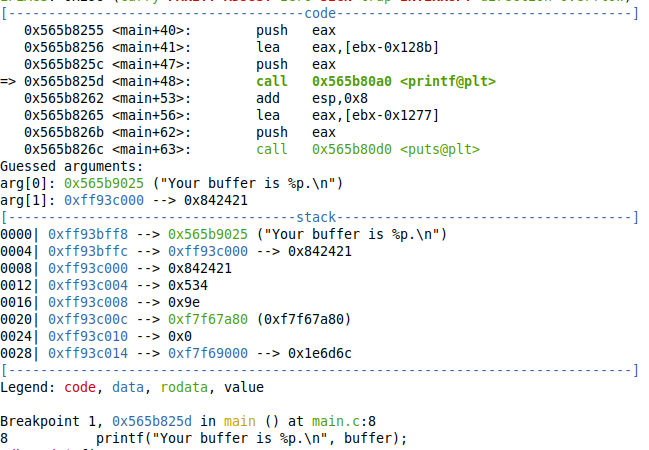 [-------------------------------------code-------------------------------------]
   0x565b8255 <main+40>:	push   eax
   0x565b8256 <main+41>:	lea    eax,[ebx-0x128b]
   0x565b825c <main+47>:	push   eax
=> 0x565b825d <main+48>:	call   0x565b80a0 <printf@plt>
   0x565b8262 <main+53>:	add    esp,0x8
   0x565b8265 <main+56>:	lea    eax,[ebx-0x1277]
   0x565b826b <main+62>:	push   eax
   0x565b826c <main+63>:	call   0x565b80d0 <puts@plt>
Guessed arguments:
arg[0]: 0x565b9025 ("Your buffer is %p.\n")
arg[1]: 0xff93c000 --> 0x842421
[------------------------------------stack-------------------------------------]
0000| 0xff93bff8 --> 0x565b9025 ("Your buffer is %p.\n")
0004| 0xff93bffc --> 0xff93c000 --> 0x842421
0008| 0xff93c000 --> 0x842421
0012| 0xff93c004 --> 0x534
0016| 0xff93c008 --> 0x9e
0020| 0xff93c00c --> 0xf7f67a80 (0xf7f67a80)
0024| 0xff93c010 --> 0x0
0028| 0xff93c014 --> 0xf7f69000 --> 0x1e6d6c
[------------------------------------------------------------------------------]
Legend: code, data, rodata, value
Breakpoint 1, 0x565b825d in main () at main.c:8
8	    printf("Your buffer is %p.\n", buffer);